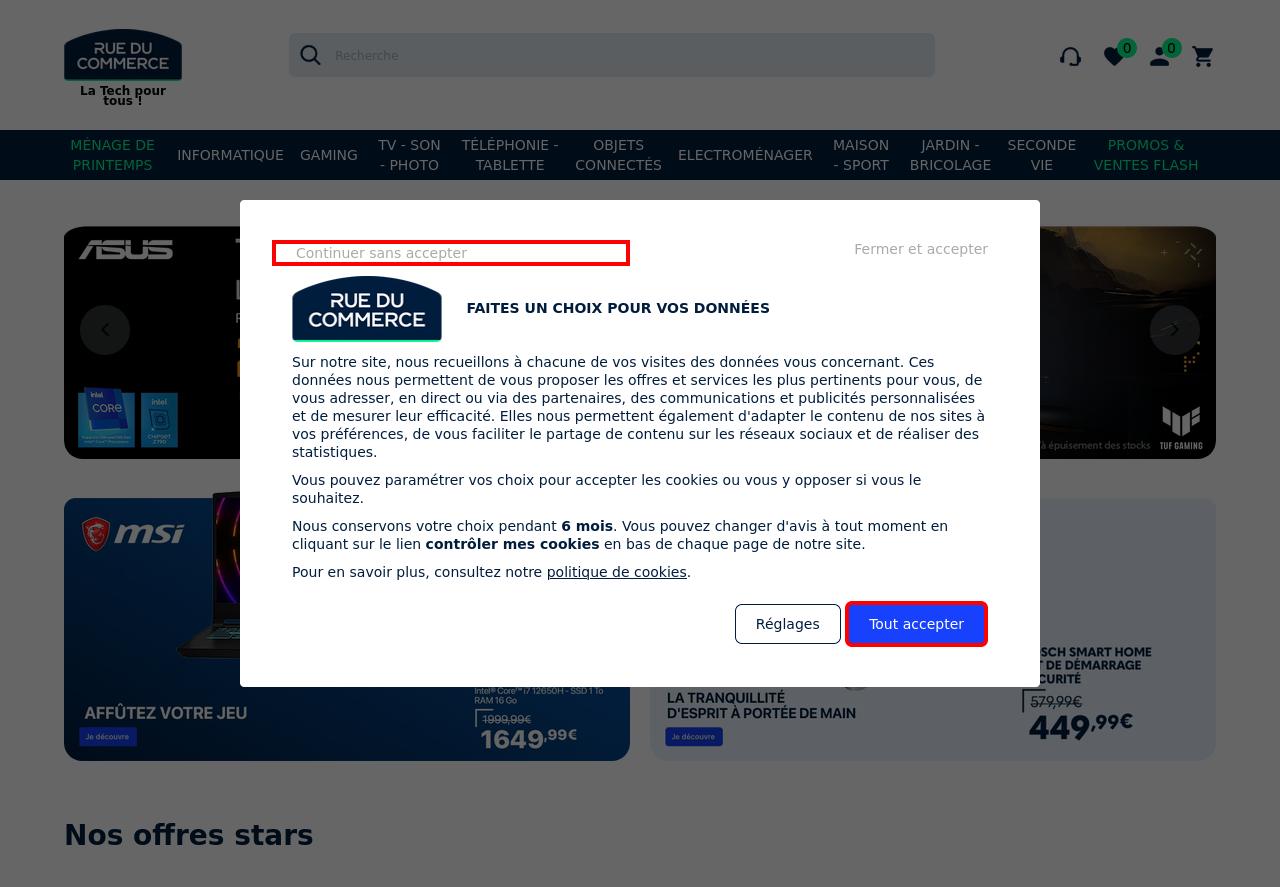 RUE DU
COMMERCE
La Tech pour
tous !
Recherche
0
0
MÉNAGE DE
PRINTEMPS
INFORMATIQUE
GAMING
TV - SON
- PHOTO
TÉLÉPHONIE -
TABLETTE
OBJETS
CONNECTÉS
ELECTROMÉNAGER
MAISON
- SPORT
JARDIN -
BRICOLAGE
SECONDE
VIE
PROMOS &
VENTES FLASH
ASUS
intel
CORE
intel
CHIPSET
Z790
à épuisement des stocks
TUF GAMING
Continuer sans accepter
Fermer et accepter
RUE DU
COMMERCE
FAITES UN CHOIX POUR VOS DONNÉES
Sur notre site, nous recueillons à chacune de vos visites des données vous concernant. Ces
données nous permettent de vous proposer les offres et services les plus pertinents pour vous, de
vous adresser, en direct ou via des partenaires, des communications et publicités personnalisées
et de mesurer leur efficacité. Elles nous permettent également d'adapter le contenu de nos sites à
vos préférences, de vous faciliter le partage de contenu sur les réseaux sociaux et de réaliser des
statistiques.
Vous pouvez paramétrer vos choix pour accepter les cookies ou vous y opposer si vous le
souhaitez.
Nous conservons votre choix pendant 6 mois. Vous pouvez changer d'avis à tout moment en
cliquant sur le lien contrôler mes cookies en bas de chaque page de notre site.
Pour en savoir plus, consultez notre politique de cookies.
Réglages
Tout accepter
msi
AFFÛTEZ VOTRE JEU
Je découvre
Intel® Core™ i7 12650H - SSD 1 To
RAM 16 Go
1999,99€
1649,99€
LA TRANQUILLITÉ
D'ESPRIT À PORTÉE DE MAIN
Je découvre
SMART HOME
DE DÉMARRAGE
579,99€
449,99€
Nos offres stars